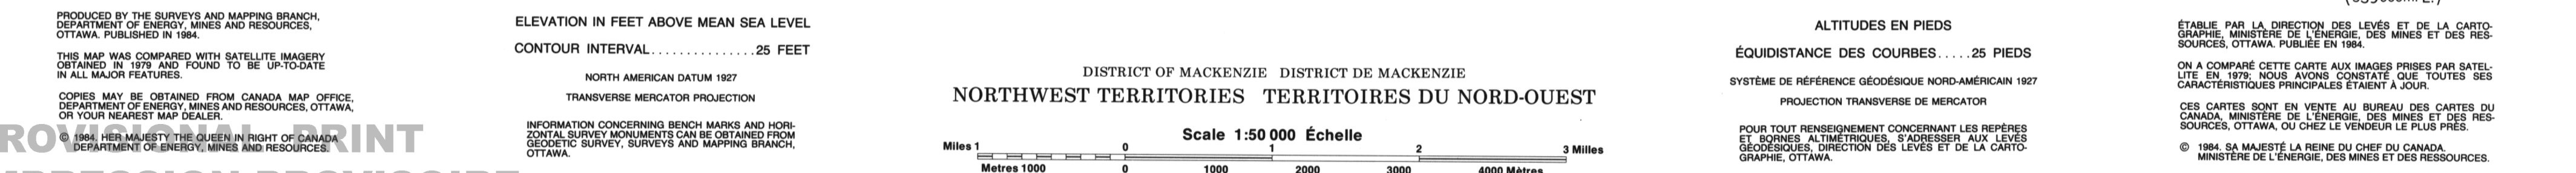 PRODUCED BY THE SURVEYS AND MAPPING BRANCH,
DEPARTMENT OF ENERGY, MINES AND RESOURCES,
OTTAWA. PUBLISHED IN 1984.
THIS MAP WAS COMPARED WITH SATELLITE IMAGERY
OBTAINED IN 1979 AND FOUND TO BE UP-TO-DATE
IN ALL MAJOR FEATURES.
COPIES MAY BE OBTAINED FROM CANADA MAP OFFICE,
DEPARTMENT OF ENERGY, MINES AND RESOURCES, OTTAWA,
OR YOUR NEAREST MAP DEALER.
© 1984. HER MAJESTY THE QUEEN IN RIGHT OF CANADA
DEPARTMENT OF ENERGY, MINES AND RESOURCES.
ROVISIONAL PRINT
ELEVATION IN FEET ABOVE MEAN SEA LEVEL
CONTOUR INTERVAL...............25 FEET
NORTH AMERICAN DATUM 1927
TRANSVERSE MERCATOR PROJECTION
INFORMATION CONCERNING BENCH MARKS AND HORI-
ZONTAL SURVEY MONUMENTS CAN BE OBTAINED FROM
GEODETIC SURVEY, SURVEYS AND MAPPING BRANCH,
OTTAWA.
DISTRICT OF MACKENZIE DISTRICT DE MACKENZIE
NORTHWEST TERRITORIES TERRITOIRES DU NORD-OUEST
Scale 1:50 000 Échelle
Miles 1 0 1 2 3 Milles
Metres 1000 0 1000 2000 3000 4000 Mètres
ALTITUDES EN PIEDS
ÉQUIDISTANCE DES COURBES.....25 PIEDS
SYSTÈME DE RÉFÉRENCE GÉODÉSIQUE NORD-AMÉRICAIN 1927
PROJECTION TRANSVERSE DE MERCATOR
POUR TOUT RENSEIGNEMENT CONCERNANT LES REPÈRES
ET BORNES ALTIMÉTRIQUES, S'ADRESSER AUX LEVÉS
GÉODÉSIQUES, DIRECTION DES LEVÉS ET DE LA CARTO-
GRAPHIE, OTTAWA.
ÉTABLIE PAR LA DIRECTION DES LEVÉS ET DE LA CARTO-
GRAPHIE, MINISTÈRE DE L'ÉNERGIE, DES MINES ET DES RES-
SOURCES, OTTAWA. PUBLIÉE EN 1984.
ON A COMPARÉ CETTE CARTE AUX IMAGES PRISES PAR SATEL-
LITE EN 1979; NOUS AVONS CONSTATÉ QUE TOUTES SES
CARACTÉRISTIQUES PRINCIPALES ÉTAIENT À JOUR.
CES CARTES SONT EN VENTE AU BUREAU DES CARTES DU
CANADA, MINISTÈRE DE L'ÉNERGIE, DES MINES ET DES RES-
SOURCES, OTTAWA, OU CHEZ LE VENDEUR LE PLUS PRÈS.
© 1984. SA MAJESTÉ LA REINE DU CHEF DU CANADA.
MINISTÈRE DE L'ÉNERGIE, DES MINES ET DES RESSOURCES.